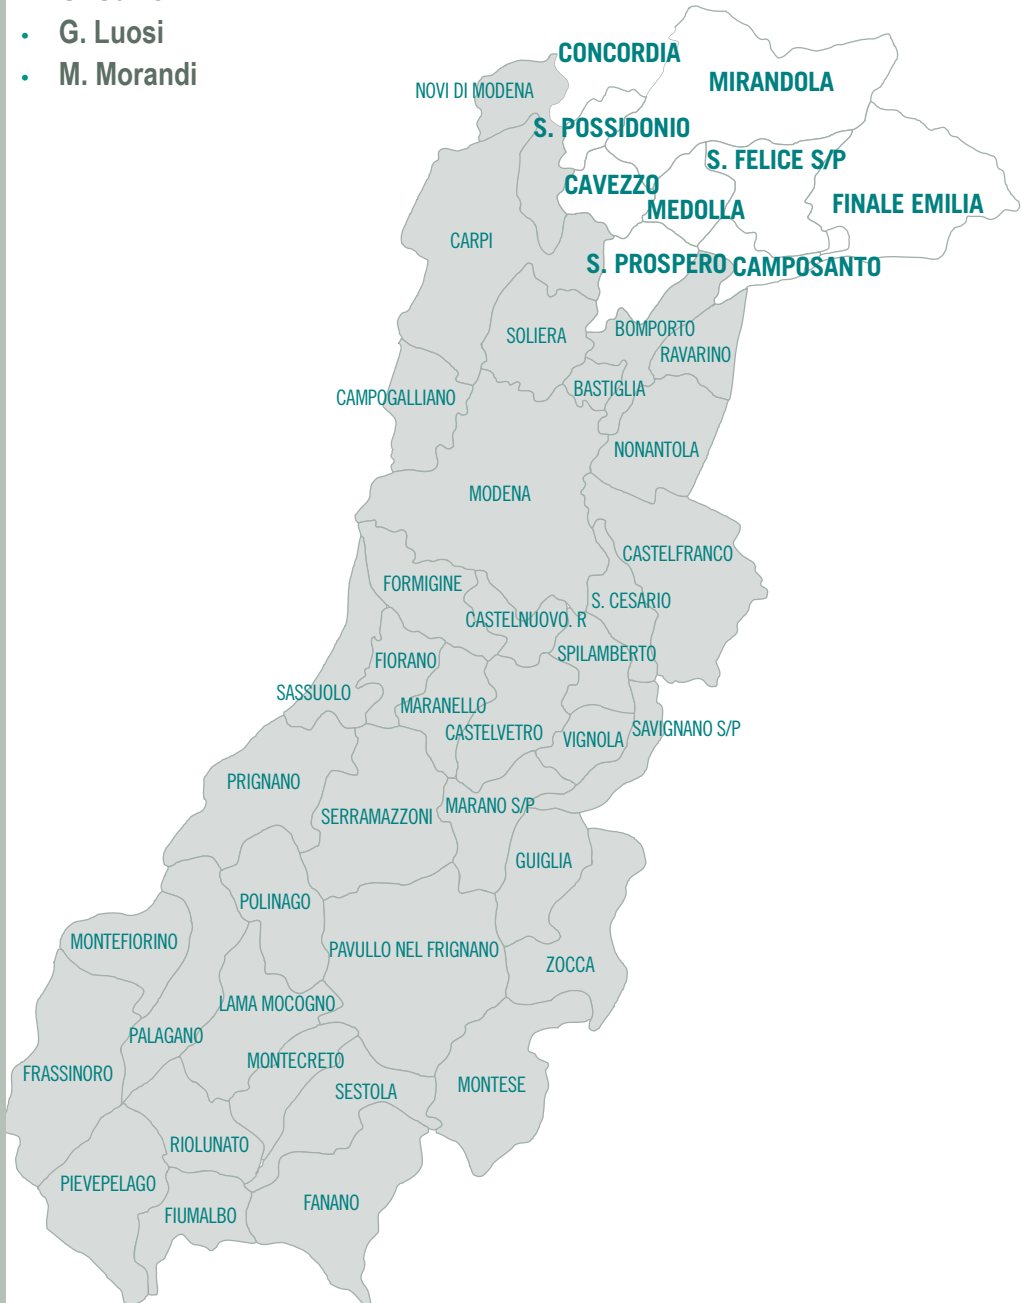 • G. Luosi
• M. Morandi
CONCORDIA
MIRANDOLA
NOVI DI MODENA
S. POSSIDONIO
S. FELICE S/P
CAVEZZO
MEDOLLA
FINALE EMILIA
CARPI
S. PROSPERO
CAMPOSANTO
SOLIERA
BOMPORTO
RAVARINO
CAMPOGALLIANO
BASTIGLIA
NONANTOLA
MODENA
CASTELFRANCO
FORMIGINE
S. CESARIO
CASTELNUOVO. R
SPILAMBERTO
FIORANO
SASSUOLO
MARANELLO
CASTELVETRO
VIGNOLA
SAVIGNANO S/P
PRIGNANO
SERRAMAZZONI
MARANO S/P
GUIGLIA
POLINAGO
MONTEFIORINO
PAVULLO NEL FRIGNANO
ZOCCA
LAMA MOCOGNO
PALAGANO
MONTECRETO
FRASSINORO
SESTOLA
MONTESE
RIOLUNATO
PIEVEPELAGO
FIUMALBO
FANANO